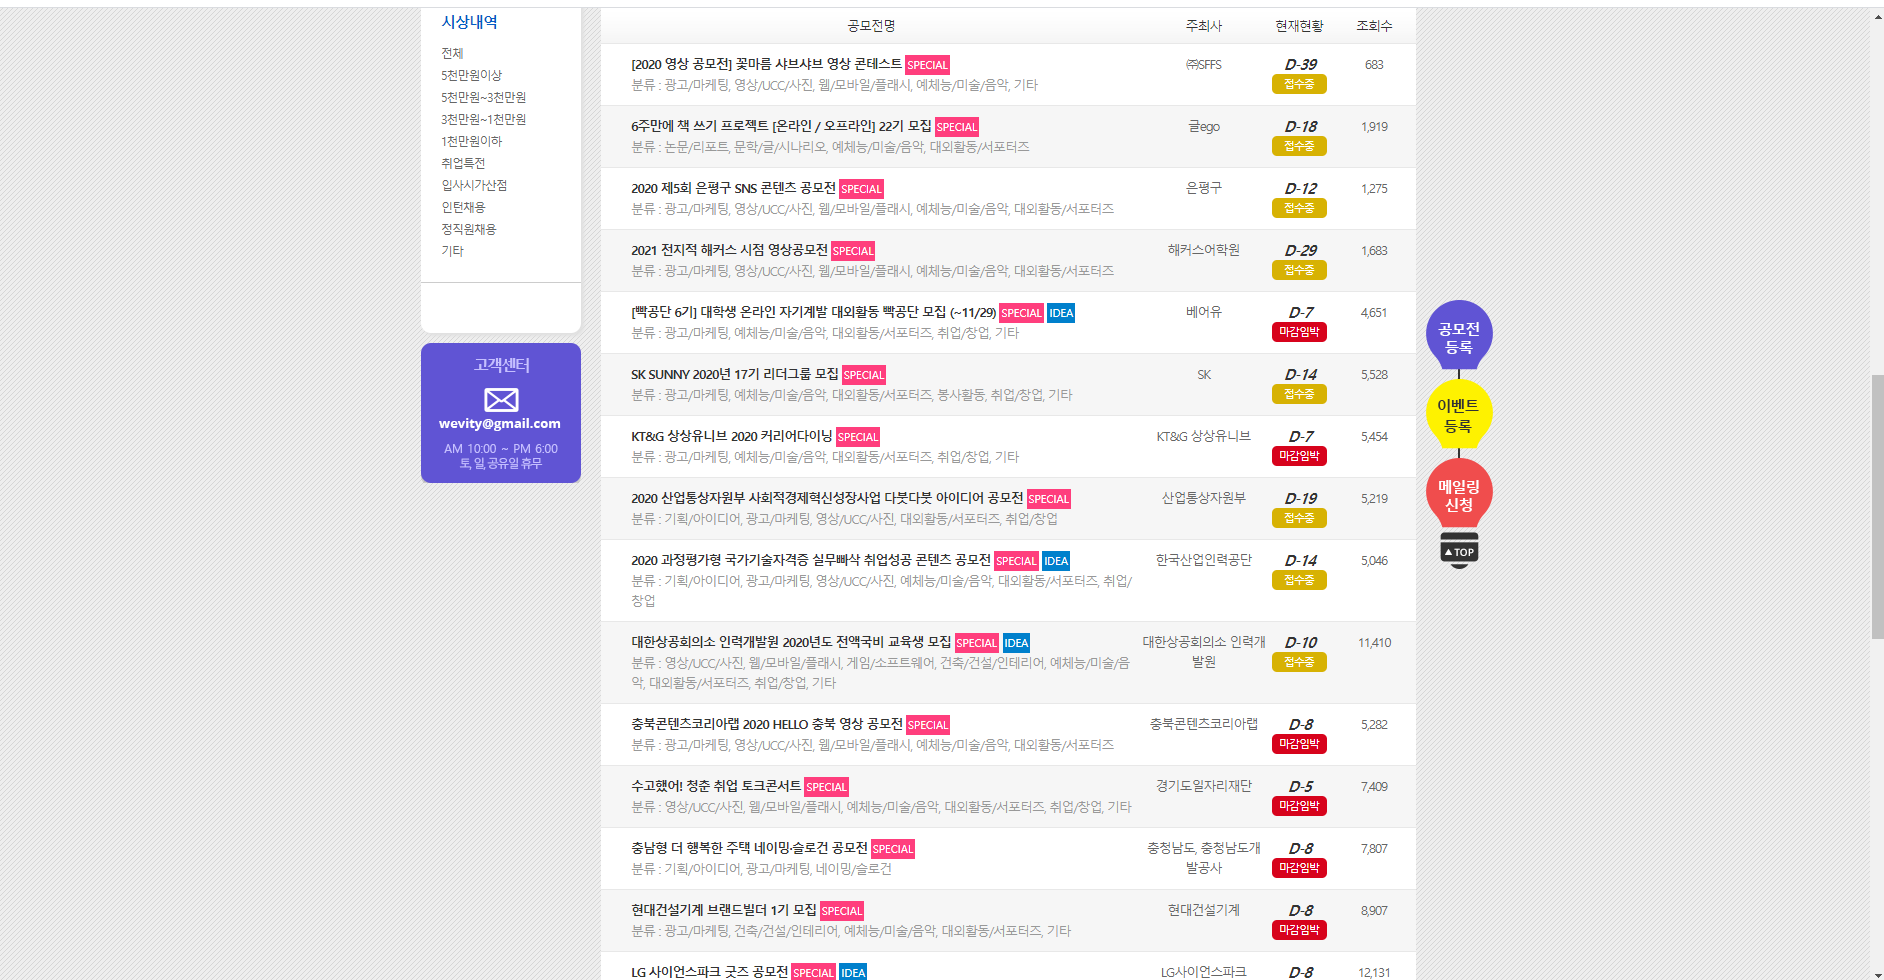 시상내역
전체
5천만원이상
5천만원~3천만원
3천만원~1천만원
1천만원이하
취업특전
입사시가산점
인턴채용
정직원채용
기타
고객센터
wevity@gmail.com
AM 10:00 ~ PM 6:00
토, 일, 공유일 휴무
공모전명 주최사 현재현황 조회수
[2020 영상 공모전] 꽃마름 샤브샤브 영상 콘테스트 SPECIAL ㈜SFFS D-39 683
분류 : 광고/마케팅, 영상/UCC/사진, 웹/모바일/플래시, 예체능/미술/음악, 기타 접수중
6주만에 책 쓰기 프로젝트 [온라인 / 오프라인] 22기 모집 SPECIAL 글ego D-18 1,919
분류 : 논문/리포트, 문학/글/시나리오, 예체능/미술/음악, 대외활동/서포터즈 접수중
2020 제5회 은평구 SNS 콘텐츠 공모전 SPECIAL 은평구 D-12 1,275
분류 : 광고/마케팅, 영상/UCC/사진, 웹/모바일/플래시, 예체능/미술/음악, 대외활동/서포터즈 접수중
2021 전지적 해커스 시점 영상공모전 SPECIAL 해커스어학원 D-29 1,683
분류 : 광고/마케팅, 영상/UCC/사진, 웹/모바일/플래시, 예체능/미술/음악, 대외활동/서포터즈 접수중
[빡공단 6기] 대학생 온라인 자기계발 대외활동 빡공단 모집 (~11/29) SPECIAL IDEA 베어유 D-7 4,651
분류 : 광고/마케팅, 예체능/미술/음악, 대외활동/서포터즈, 취업/창업, 기타 마감임박
SK SUNNY 2020년 17기 리더그룹 모집 SPECIAL SK D-14 5,528
분류 : 광고/마케팅, 예체능/미술/음악, 대외활동/서포터즈, 봉사활동, 취업/창업, 기타 접수중
KT&G 상상유니브 2020 커리어다이닝 SPECIAL KT&G 상상유니브 D-7 5,454
분류 : 광고/마케팅, 예체능/미술/음악, 대외활동/서포터즈, 취업/창업, 기타 마감임박
2020 산업통상자원부 사회적경제혁신성장사업 다붓다붓 아이디어 공모전 SPECIAL 산업통상자원부 D-19 5,219
분류 : 기획/아이디어, 광고/마케팅, 영상/UCC/사진, 대외활동/서포터즈, 취업/창업 접수중
2020 과정평가형 국가기술자격증 실무빠삭 취업성공 콘텐츠 공모전 SPECIAL IDEA 한국산업인력공단 D-14 5,046
분류 : 기획/아이디어, 광고/마케팅, 영상/UCC/사진, 예체능/미술/음악, 대외활동/서포터즈, 취업/ 접수중
창업
대한상공회의소 인력개발원 2020년도 전액국비 교육생 모집 SPECIAL IDEA 대한상공회의소 인력개 D-10 11,410
분류 : 영상/UCC/사진, 웹/모바일/플래시, 게임/소프트웨어, 건축/건설/인테리어, 예체능/미술/음 발원 접수중
악, 대외활동/서포터즈, 취업/창업, 기타
충북콘텐츠코리아랩 2020 HELLO 충북 영상 공모전 SPECIAL 충북콘텐츠코리아랩 D-8 5,282
분류 : 광고/마케팅, 영상/UCC/사진, 웹/모바일/플래시, 예체능/미술/음악, 대외활동/서포터즈 마감임박
수고했어! 청춘 취업 토크콘서트 SPECIAL 경기도일자리재단 D-5 7,409
분류 : 영상/UCC/사진, 웹/모바일/플래시, 예체능/미술/음악, 대외활동/서포터즈, 취업/창업, 기타 마감임박
충남형 더 행복한 주택 네이밍·슬로건 공모전 SPECIAL 충청남도, 충청남도개 D-8 7,807
분류 : 기획/아이디어, 광고/마케팅, 네이밍/슬로건 발공사 마감임박
현대건설기계 브랜드빌더 1기 모집 SPECIAL 현대건설기계 D-8 8,907
분류 : 광고/마케팅, 건축/건설/인테리어, 예체능/미술/음악, 대외활동/서포터즈, 기타 마감임박
LG 사이언스파크 굿즈 공모전 SPECIAL IDEA LG사이언스파크 D-8 12,131
공모전
등록
이벤트
등록
메일링
신청
▲TOP